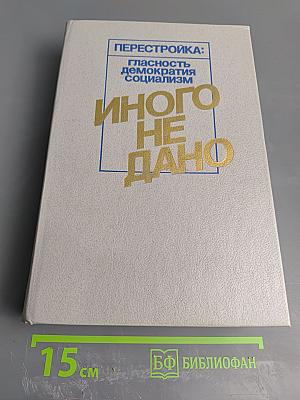 ПЕРЕСТРОЙКА:
гласность
демократия
социализм
ИНОГО
НЕ
ДАНО
15 см
БФ БИБЛИОФАН